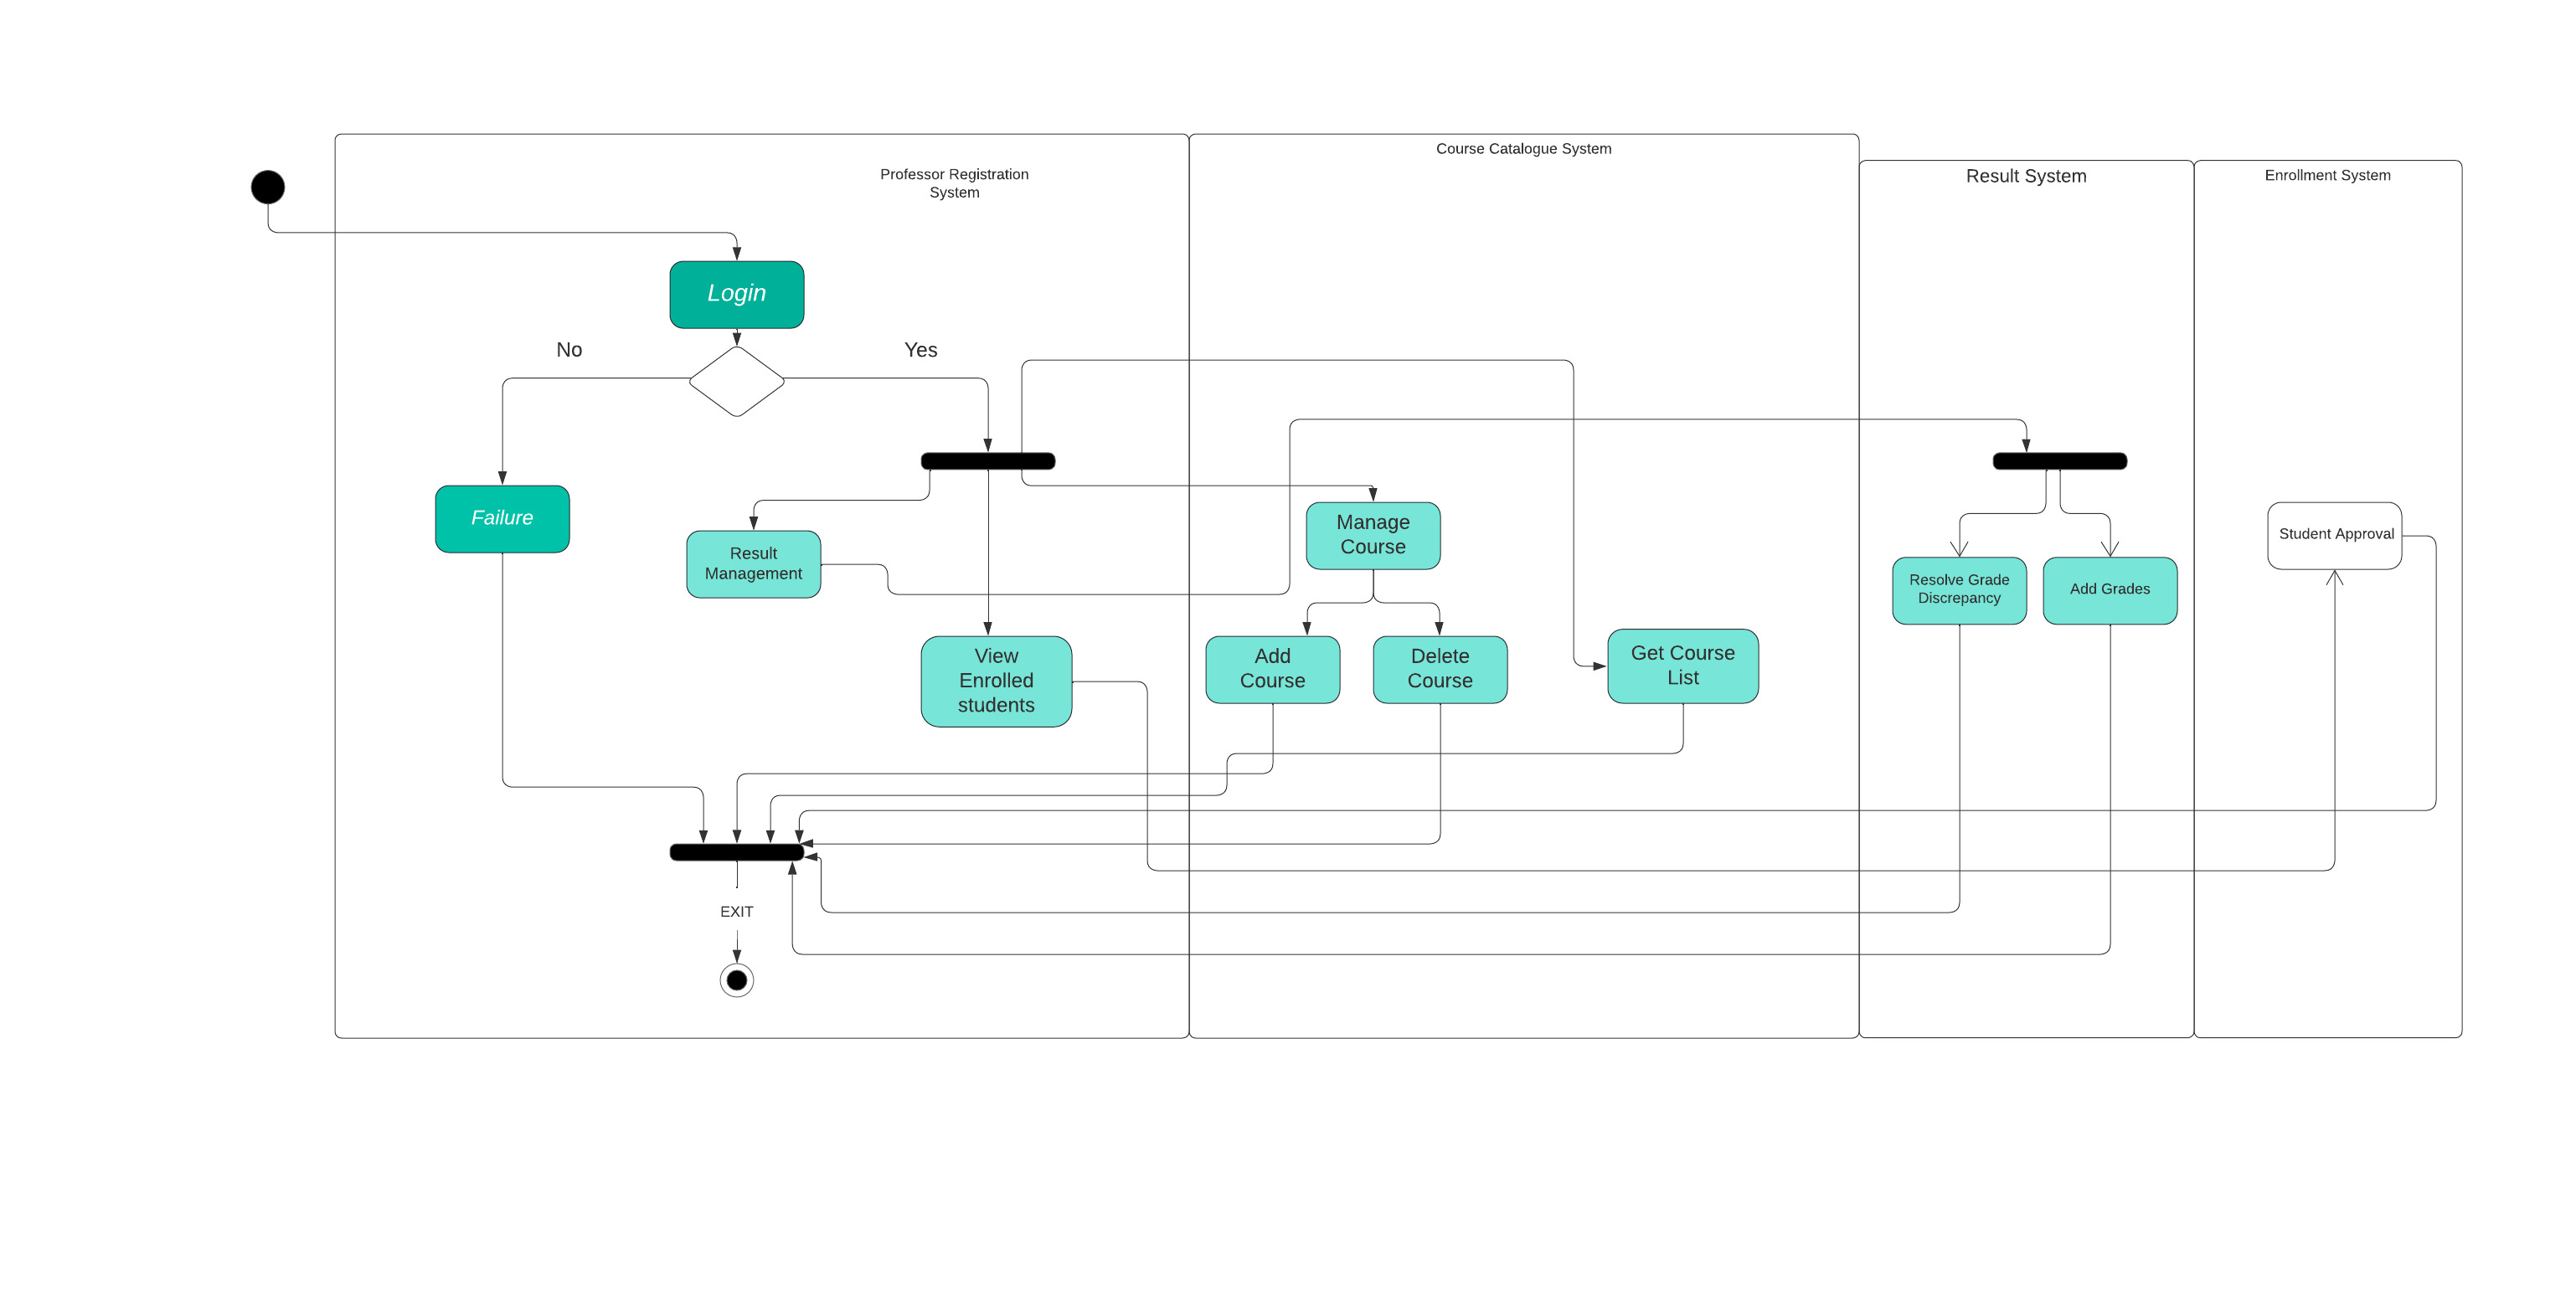 Course Catalogue System
Professor Registration
System
Result System
Enrollment System
Login
No
Yes
Failure
Result
Management
Manage
Course
Student Approval
Resolve Grade
Discrepancy
Add Grades
View
Enrolled
students
Add
Course
Delete
Course
Get Course
List
EXIT